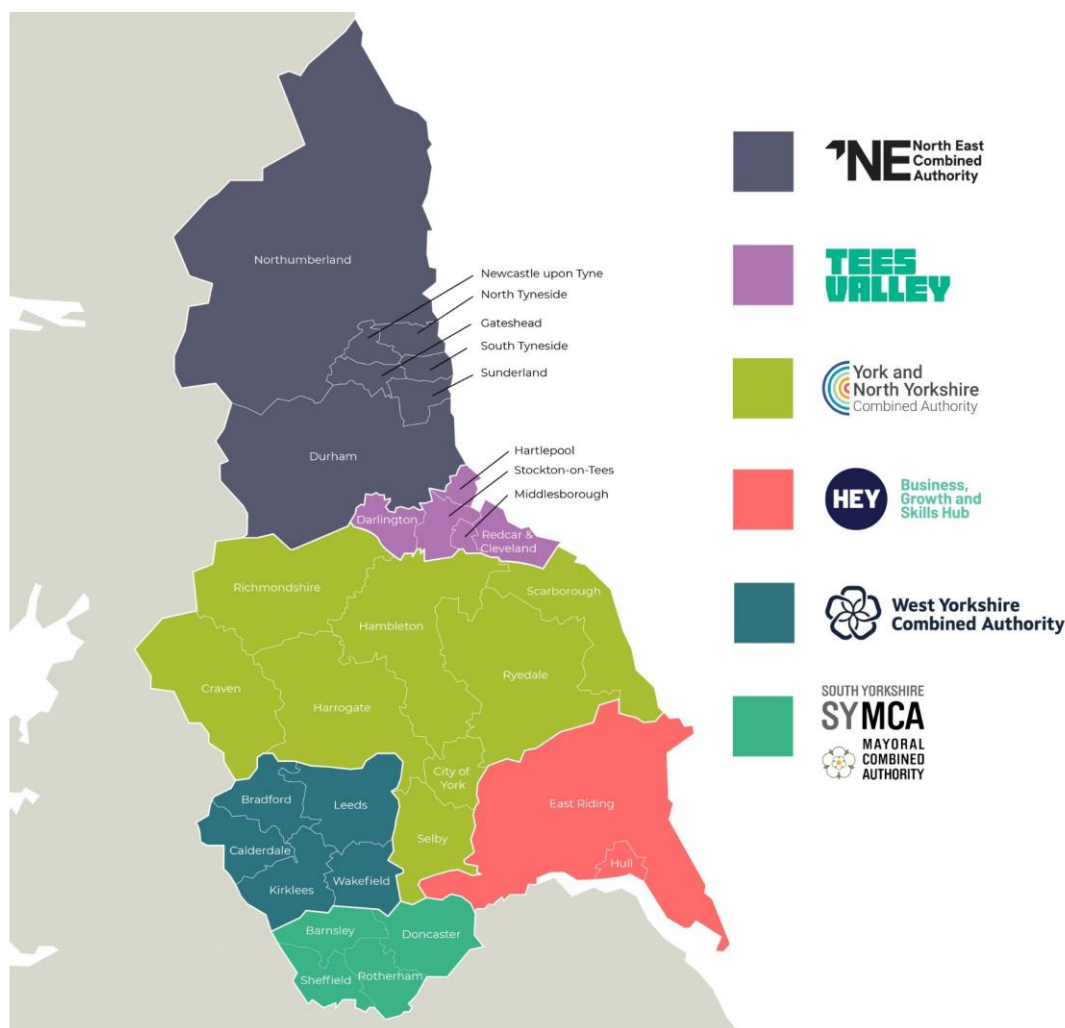 Northumberland
Newcastle upon Tyne
North Tyneside
Gateshead
South Tyneside
Sunderland
Durham
Hartlepool
Stockton-on-Tees
Middlesborough
Darlington
Redcar &
Cleveland
Richmondshire
Scarborough
Hambleton
Craven
Harrogate
Ryedale
City of
York
Selby
East Riding
Hull
Bradford
Leeds
Calderdale
Kirklees
Wakefield
Barnsley
Doncaster
Sheffield
Rotherham
NE North East
Combined
Authority
TEES
VALLEY
York and
North Yorkshire
Combined Authority
HEY Business,
Growth and
Skills Hub
West Yorkshire
Combined Authority
SOUTH YORKSHIRE
SYMCA
MAYORAL
COMBINED
AUTHORITY